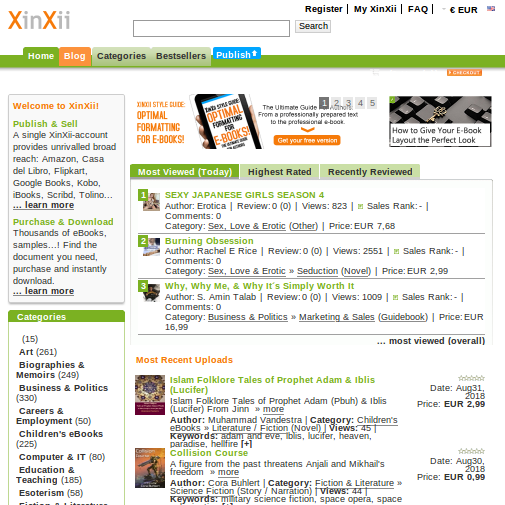 XinXii
Register | My XinXii | FAQ | € EUR
Search
Home Blog Categories Bestsellers Publish
CHECKOUT
Welcome to XinXii!
Publish & Sell
A single XinXii-account
provides unrivalled broad
reach: Amazon, Casa
del Libro, Flipkart,
Google Books, Kobo,
iBooks, Scribd, Tolino...
... learn more
Purchase & Download
Thousands of eBooks,
samples...! Find the
document you need,
purchase and instantly
download.
... learn more
XINXII STYLE GUIDE:
OPTIMAL
FORMATTING
FOR E-BOOKS!
XINXII STYLE GUIDE:
OPTIMAL
FORMATTING
FOR
E-BOOKS!
The Ultimate Guide for Authors.
From a professionally prepared text
to the professional e-book.
Get your free version
1 2 3 4 5
How to Give Your E-Book
Layout the Perfect Look
Most Viewed (Today) Highest Rated Recently Reviewed
1 SEXY JAPANESE GIRLS SEASON 4
Author: Erotica | Review: 0 (0) | Views: 823 | Sales Rank: - |
Comments: 0
Category: Sex, Love & Erotic (Other) | Price: EUR 7,68
2 Burning Obsession
Author: Rachel E Rice | Review: 0 (0) | Views: 2551 | Sales Rank: - |
Comments: 0
Category: Sex, Love & Erotic » Seduction (Novel) | Price: EUR 2,99
3 Why, Why Me, & Why It´s Simply Worth It
Author: S. Amin Talab | Review: 0 (0) | Views: 1009 | Sales Rank: - |
Comments: 0
Category: Business & Politics » Marketing & Sales (Guidebook) | Price: EUR
16,99
... most viewed (overall)
Categories
(15)
Art (261)
Biographies &
Memoirs (249)
Business & Politics
(330)
Careers &
Employment (50)
Children's eBooks
(225)
Computer & IT (80)
Education &
Teaching (185)
Esoterism (58)
Most Recent Uploads
Islam Folklore Tales of Prophet Adam & Iblis
(Lucifer)
Islam Folklore Tales of Prophet Adam (Pbuh) & Iblis
(Lucifer) From Jinn » more
Author: Muhammad Vandestra | Category: Children's
eBooks » Literature & Fiction (Novel) | Views: 45 |
Keywords: adam and eve, iblis, lucifer, heaven,
paradise, hellfire [+]
Date: Aug31,
2018
Price: EUR 2,99
Collision Course
A figure from the past threatens Anjali and Mikhail's
freedom » more
Author: Cora Buhlert | Category: Fiction & Literature »
Science Fiction (Story / Narration) | Views: 44 |
Keywords: military science fiction, space opera, space
Date: Aug30,
2018
Price: EUR 0,99